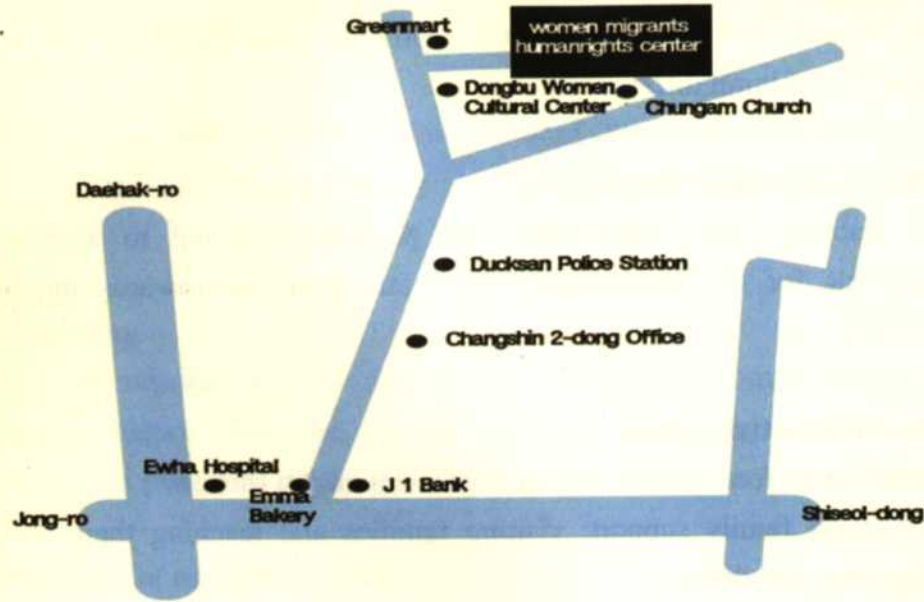 Greenmart
women migrants
humanrights center
Dongbu Women
Cultural Center
Chungam Church
Daehak-ro
Ducksan Police Station
Changshin 2-dong Office
Ewha Hospital
Emma
Bakery
J 1 Bank
Jong-ro
Shiseol-dong